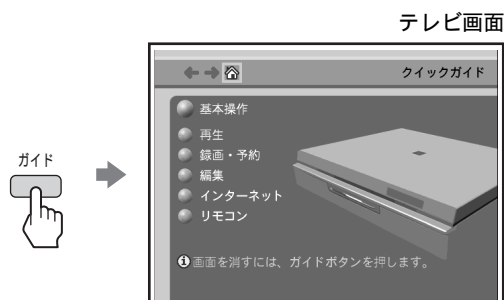 テレビ画面
クイックガイド
基本操作
再生
録画・予約
編集
インターネット
リモコン
画面を消すには、ガイドボタンを押します。
ガイド